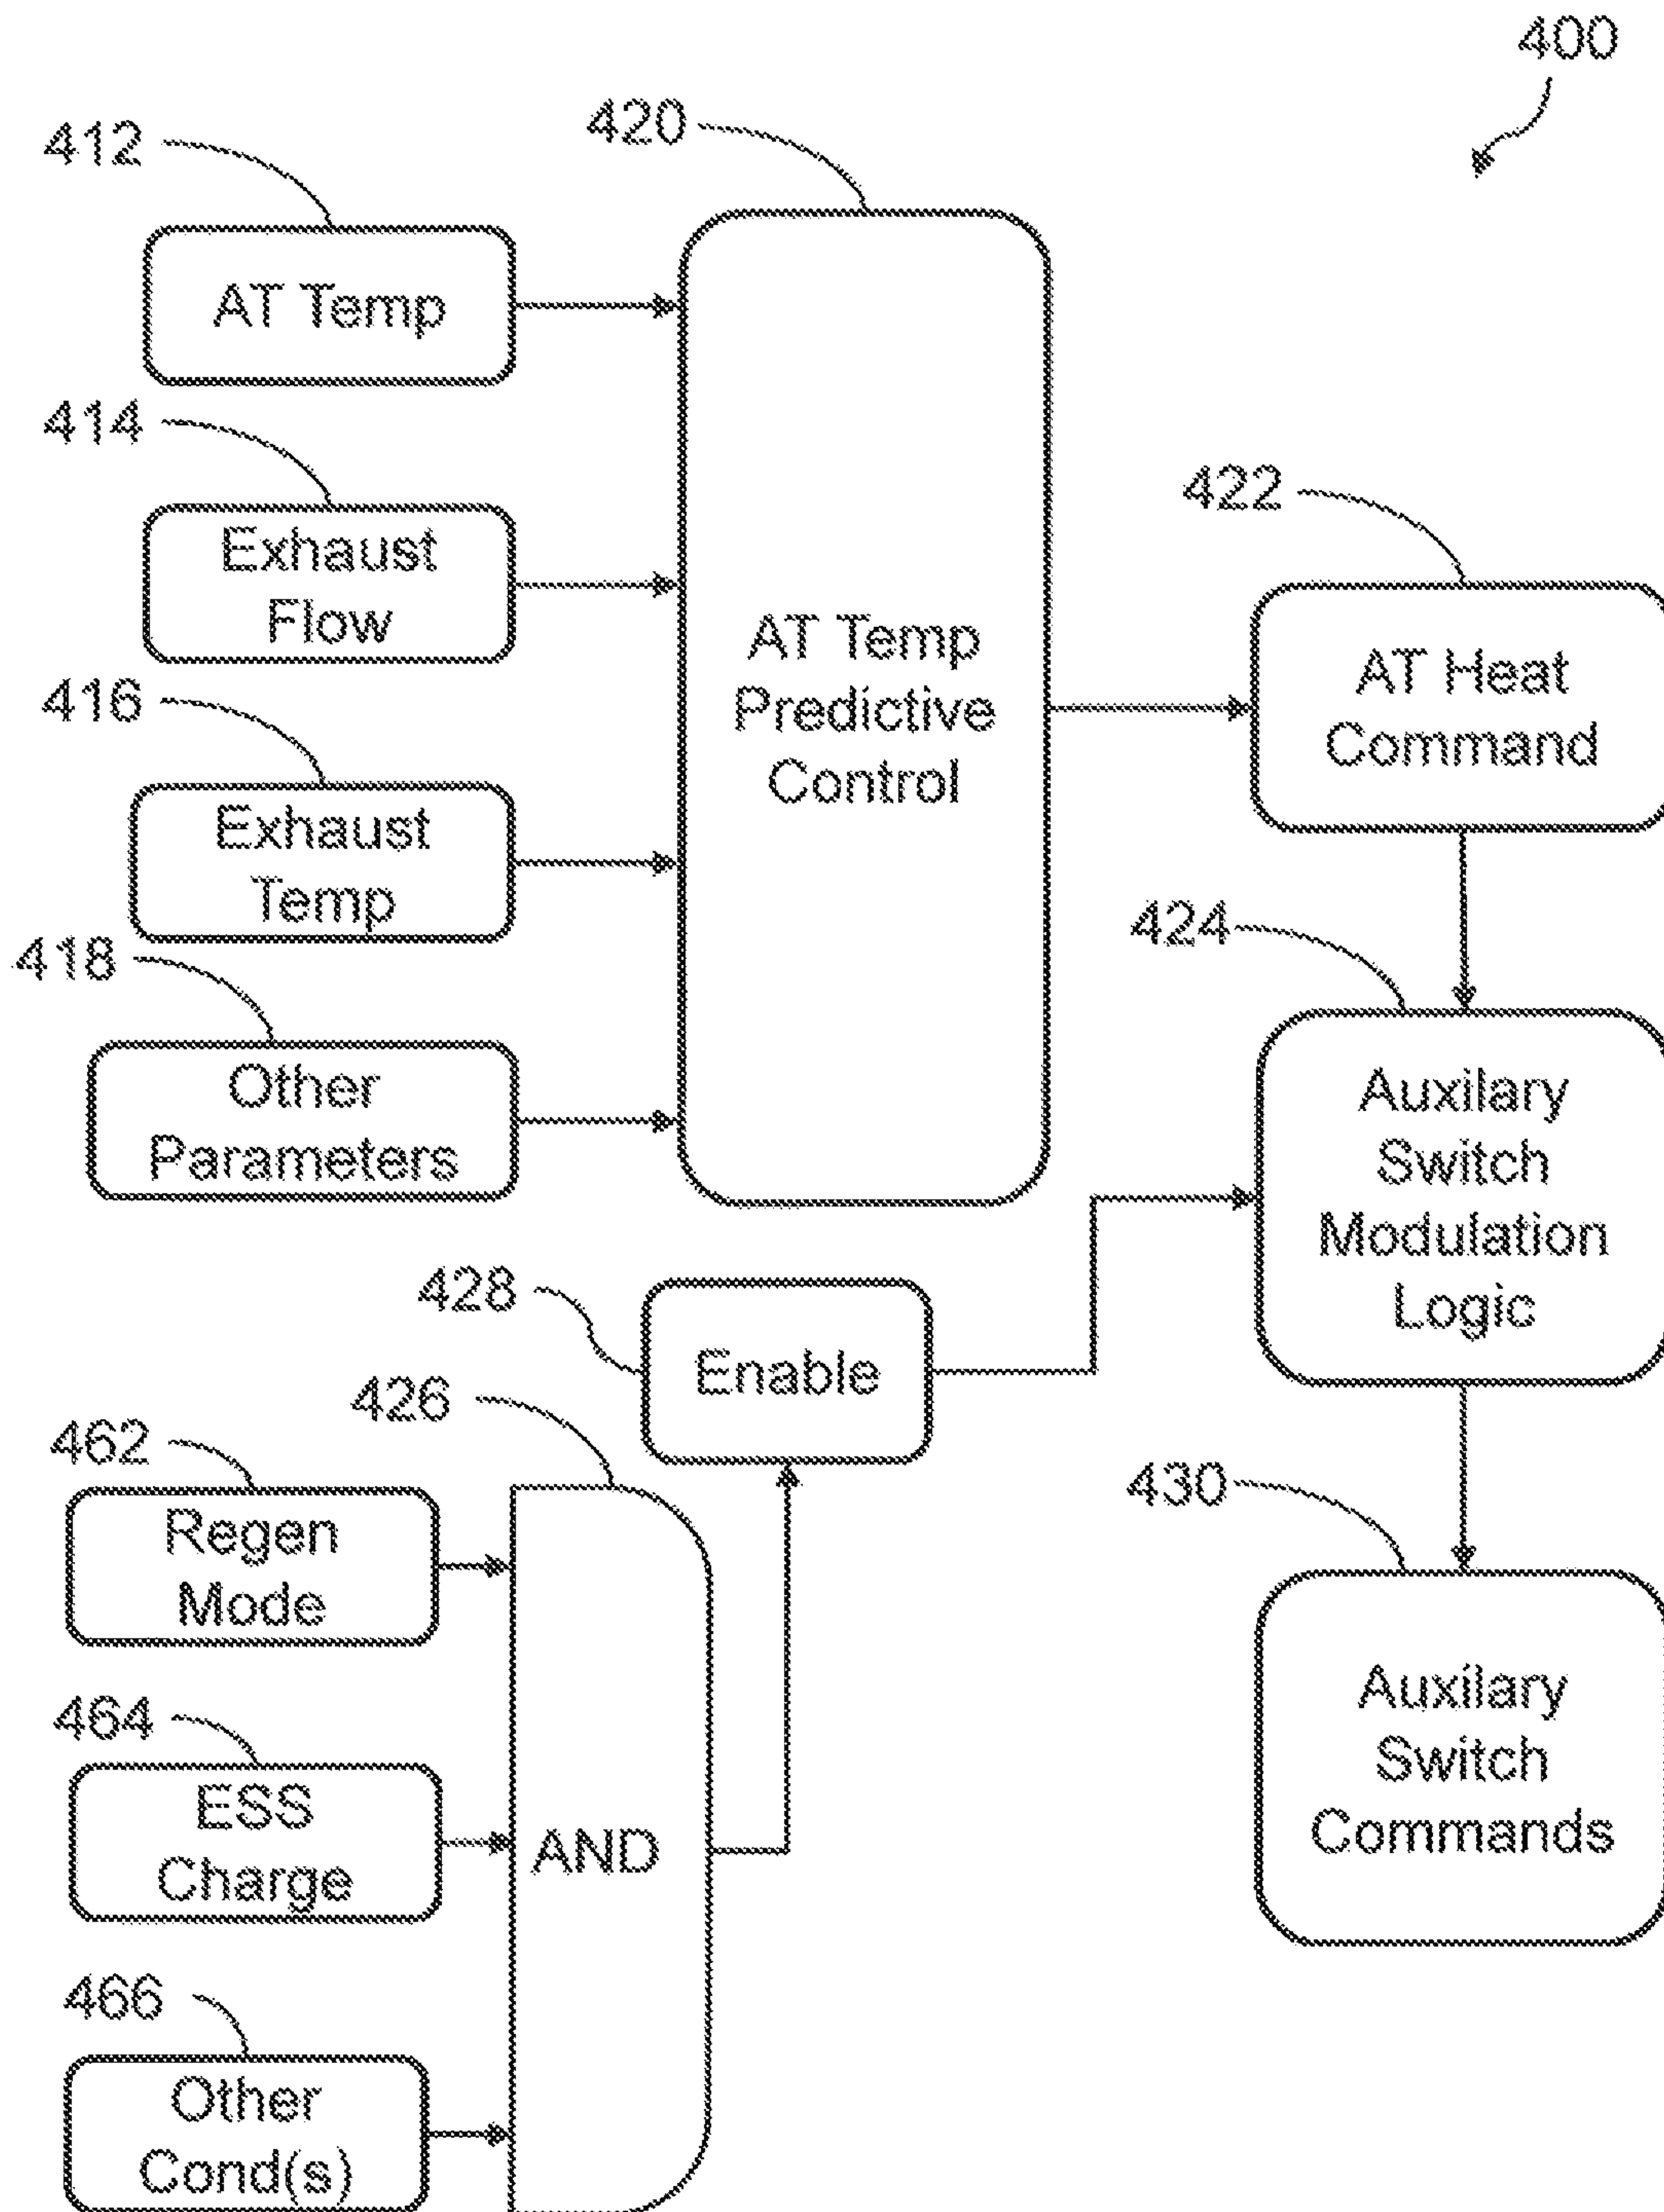 400
412
420
AT Temp
414
Exhaust
Flow
422
416
AT Temp
Predictive
Control
AT Heat
Command
Exhaust
Temp
418
424
Other
Parameters
Auxilary
Switch
Modulation
Logic
428
Enable
426
462
430
Regen
Mode
464
Auxilary
Switch
Commands
ESS
Charge
AND
466
Other
Cond(s)